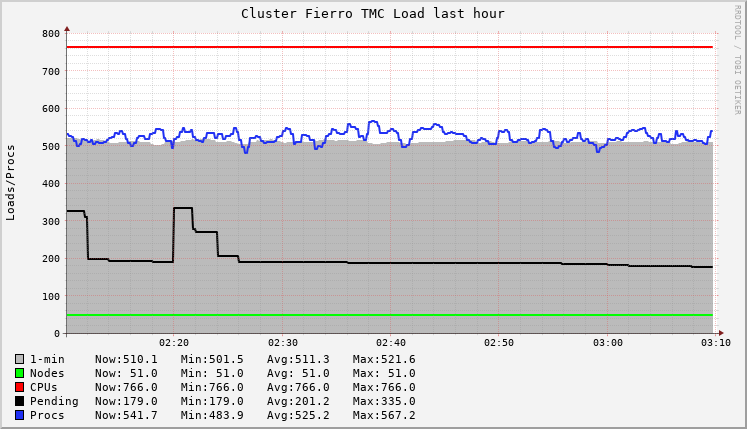 Cluster Fierro TMC Load last hour
RRDTOOL / TOBI OETIKER
Loads/Procs
800
700
600
500
400
300
200
100
0
02:20 02:30 02:40 02:50 03:00 03:10
1-min Now:510.1 Min:501.5 Avg:511.3 Max:521.6
Nodes Now: 51.0 Min: 51.0 Avg: 51.0 Max: 51.0
CPUs Now:766.0 Min:766.0 Avg:766.0 Max:766.0
Pending Now:179.0 Min:179.0 Avg:201.2 Max:335.0
Procs Now:541.7 Min:483.9 Avg:525.2 Max:567.2